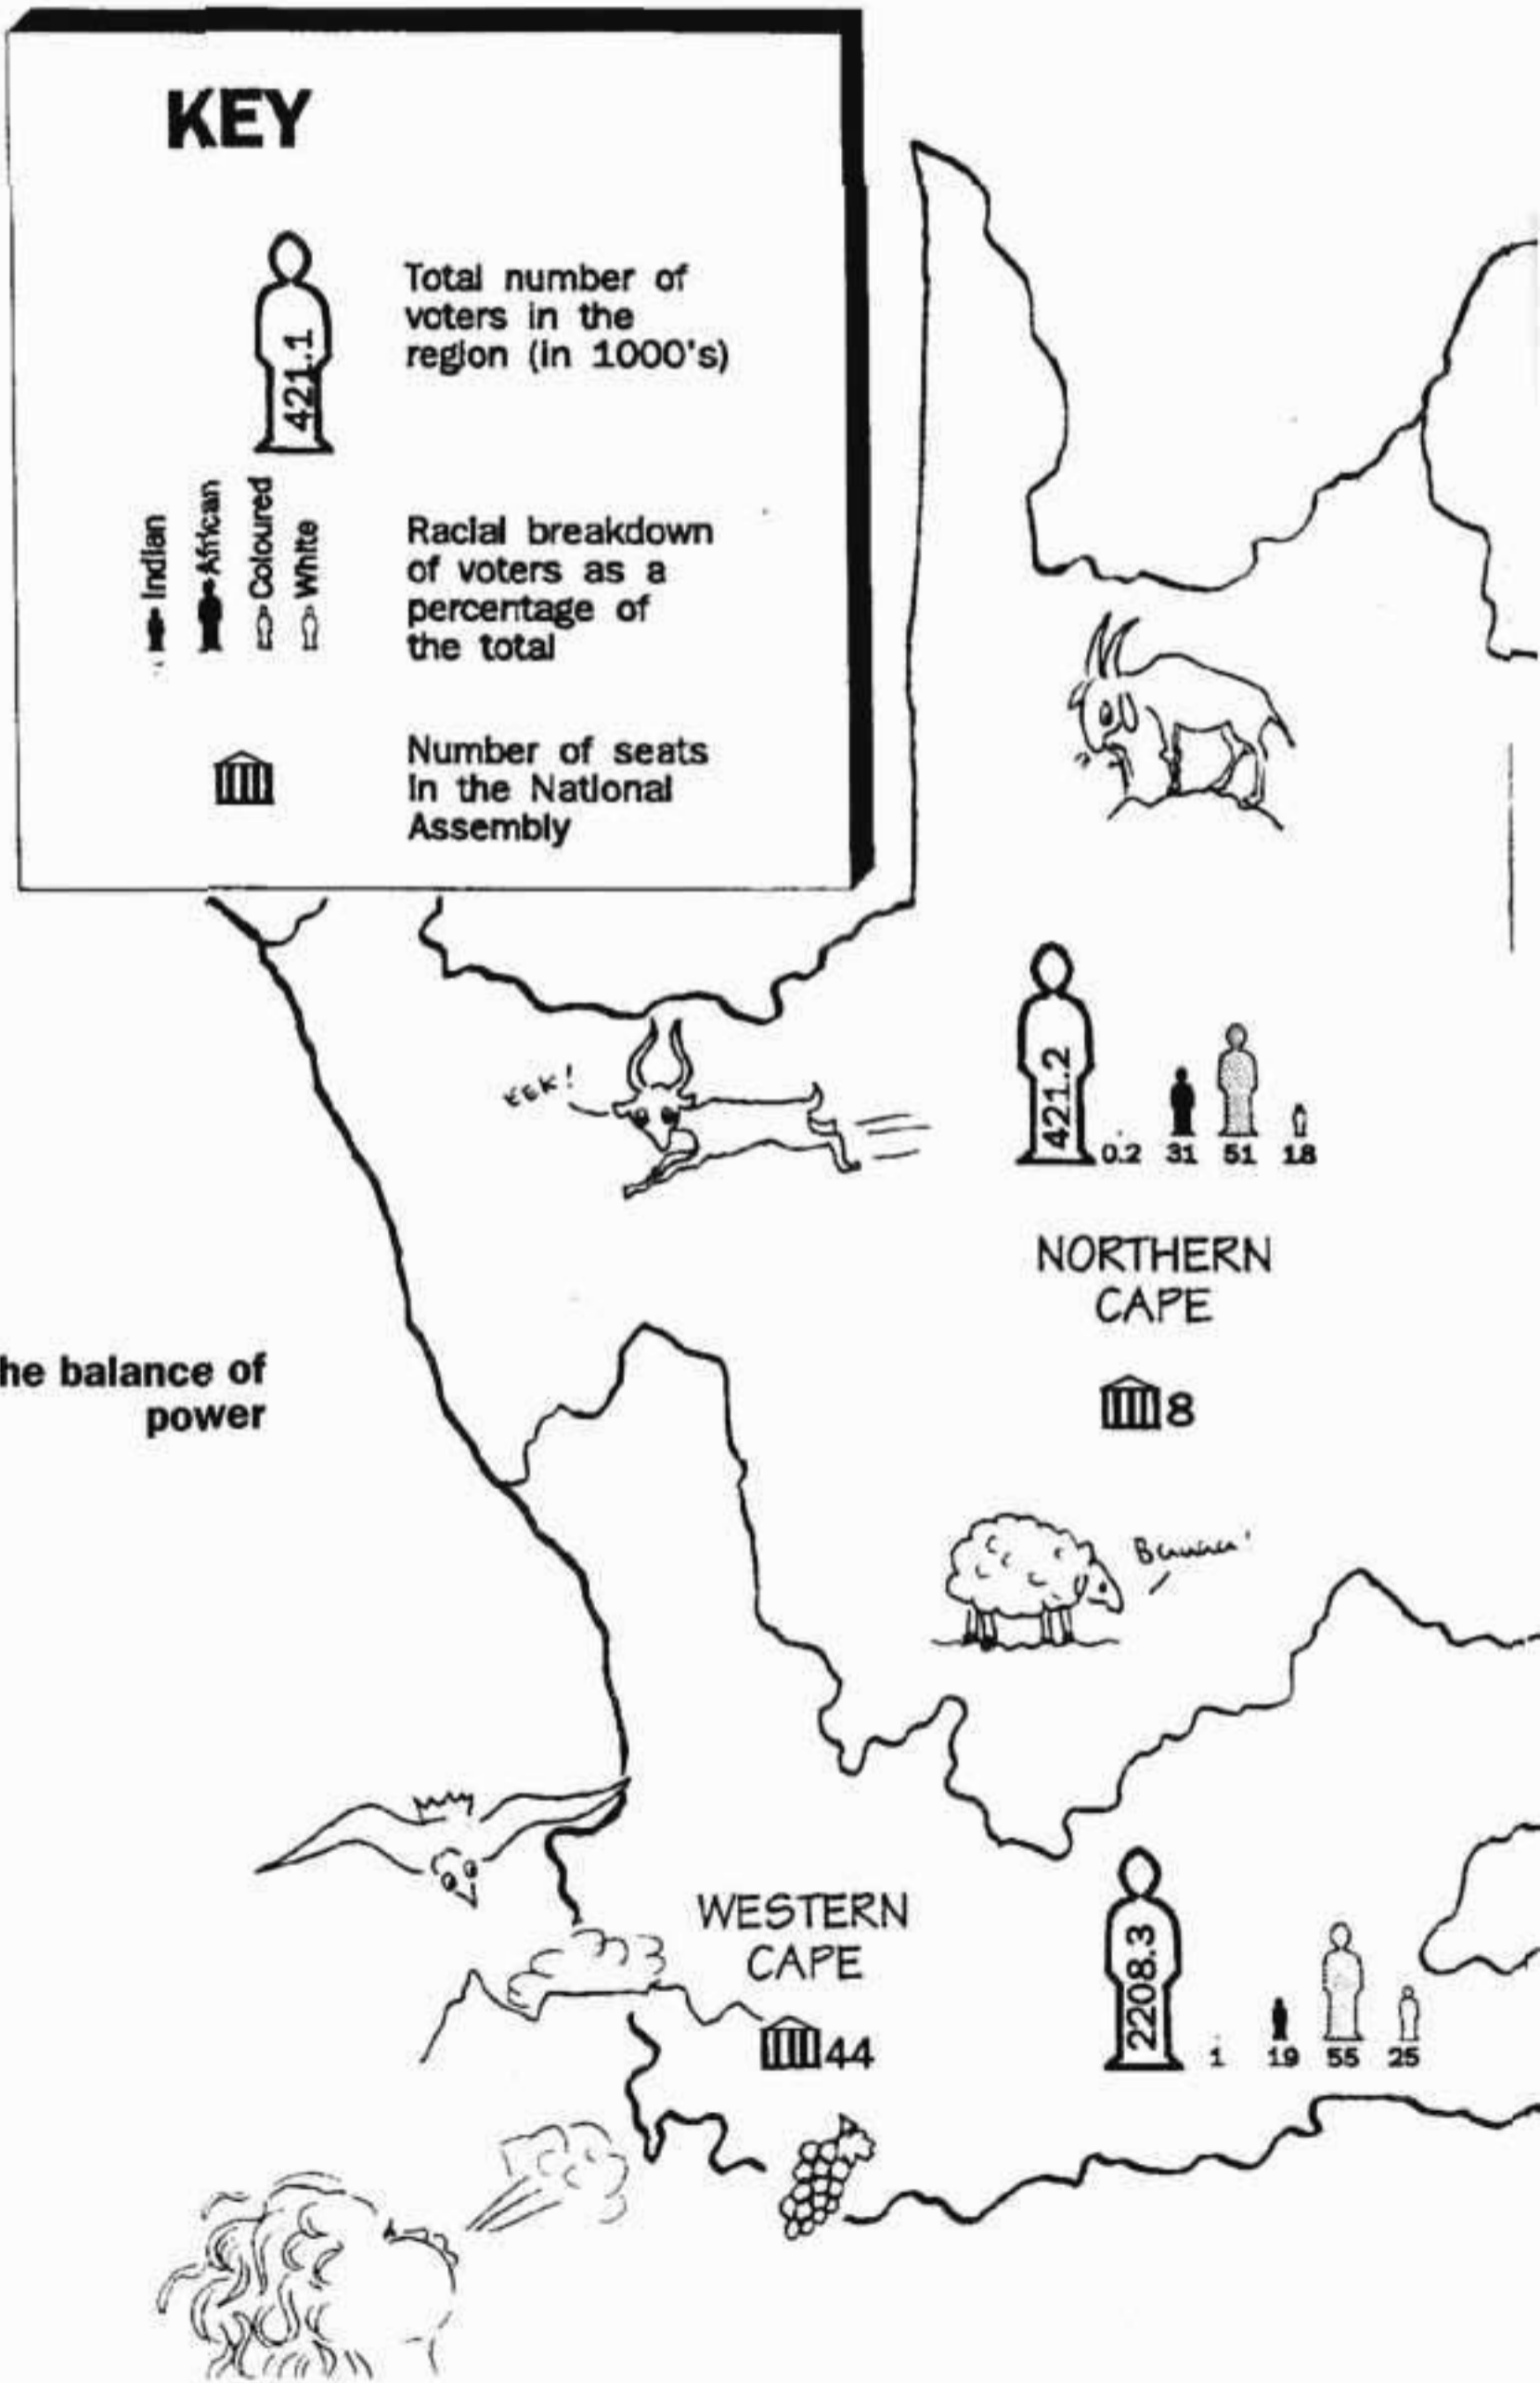 KEY
421.1
Total number of
voters in the
region (in 1000's)
Indian
African
Coloured
White
Racial breakdown
of voters as a
percentage of
the total
Number of seats
in the National
Assembly
EEK!
421.2
0.2 31 51 18
NORTHERN
CAPE
8
he balance of
power
WESTERN
CAPE
44
2208.3
1 19 55 25